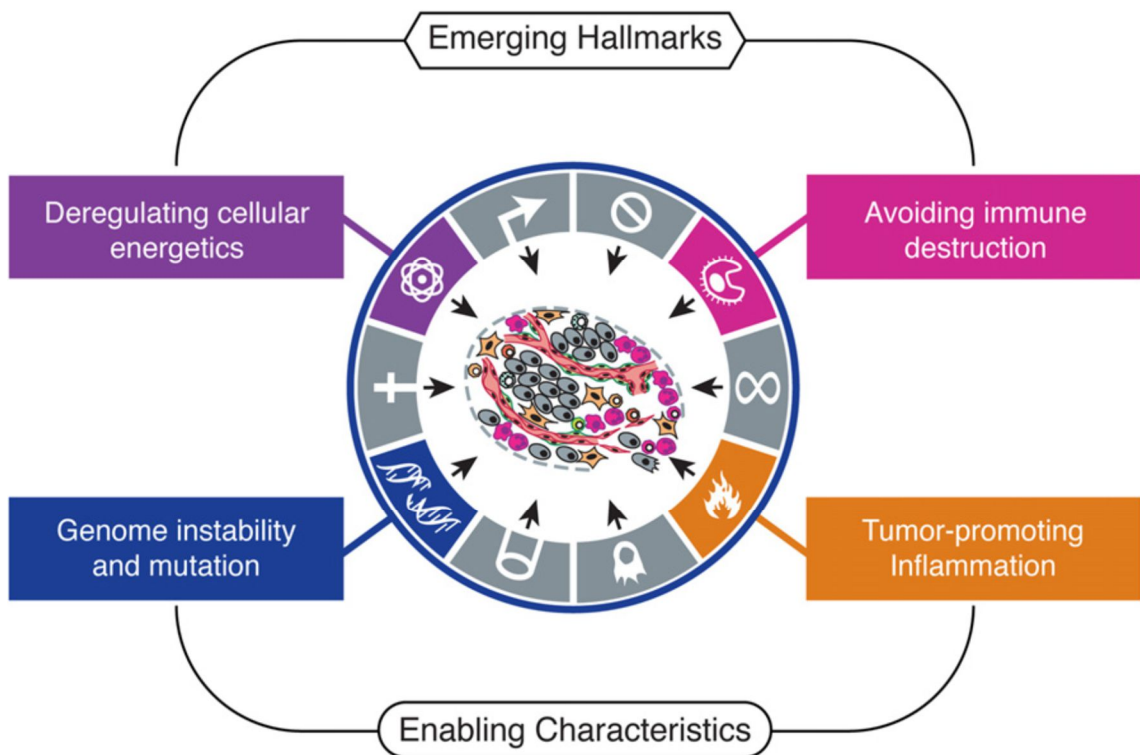 Emerging Hallmarks
Deregulating cellular
energetics
Avoiding immune
destruction
Genome instability
and mutation
Tumor-promoting
Inflammation
Enabling Characteristics